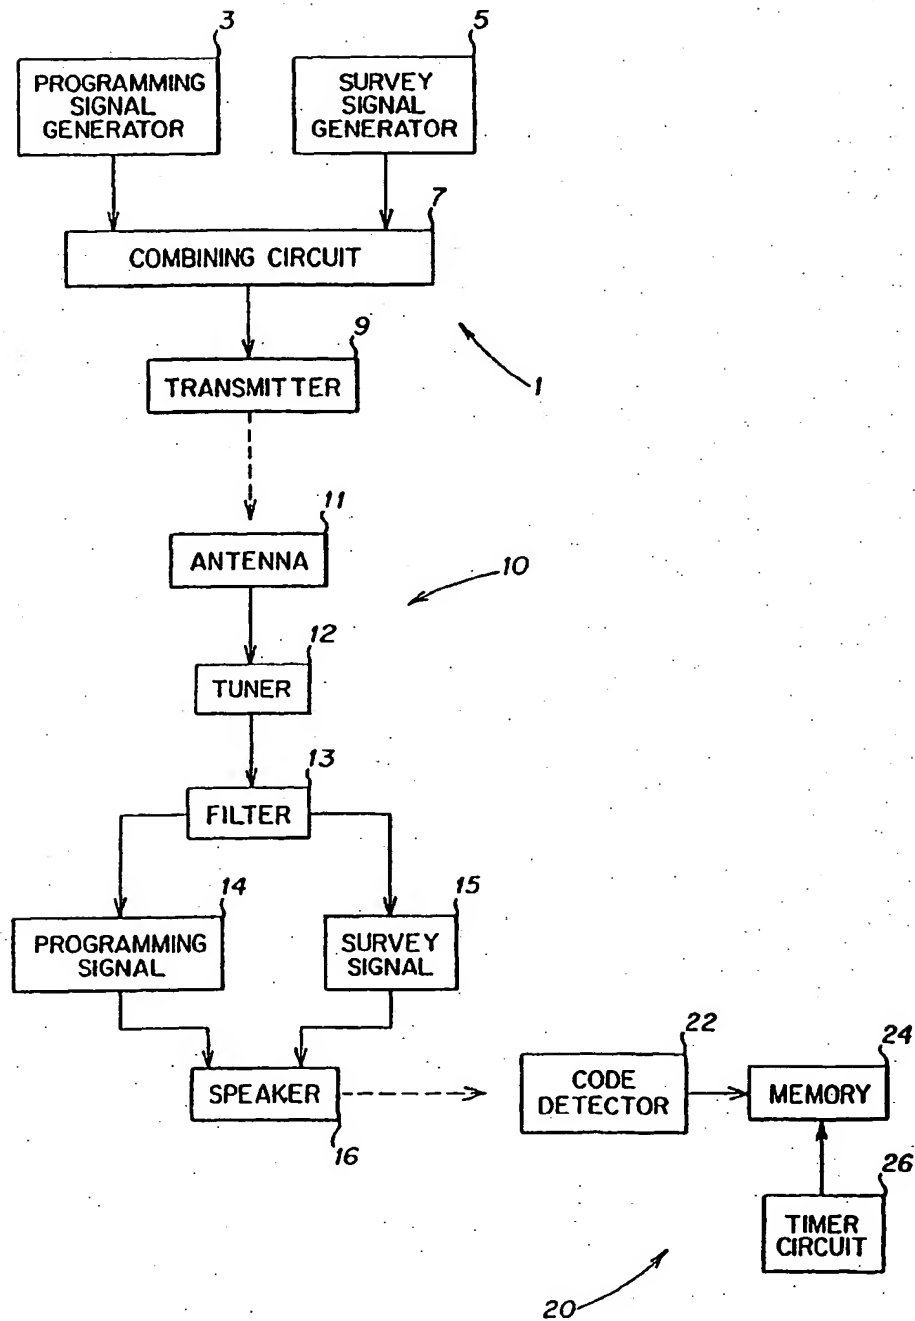 3
5
PROGRAMMING
SIGNAL
GENERATOR
SURVEY
SIGNAL
GENERATOR
7
COMBINING CIRCUIT
9
TRANSMITTER
1
11
ANTENNA
10
12
TUNER
13
FILTER
14
15
PROGRAMMING
SIGNAL
SURVEY
SIGNAL
22
24
SPEAKER
CODE
DETECTOR
MEMORY
16
26
TIMER
CIRCUIT
20